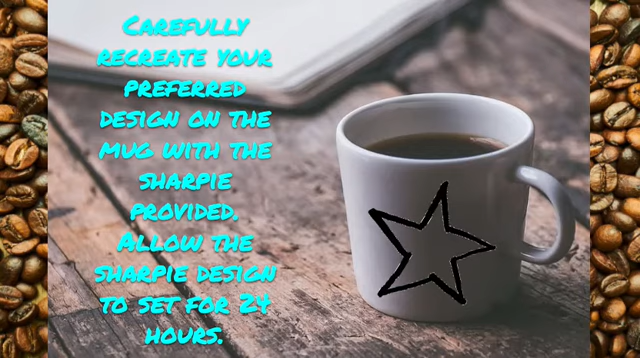 Carefully
recreate your
preferred
design on the
mug with the
sharpie
provided.
Allow the
sharpie design
to set for 24
hours.